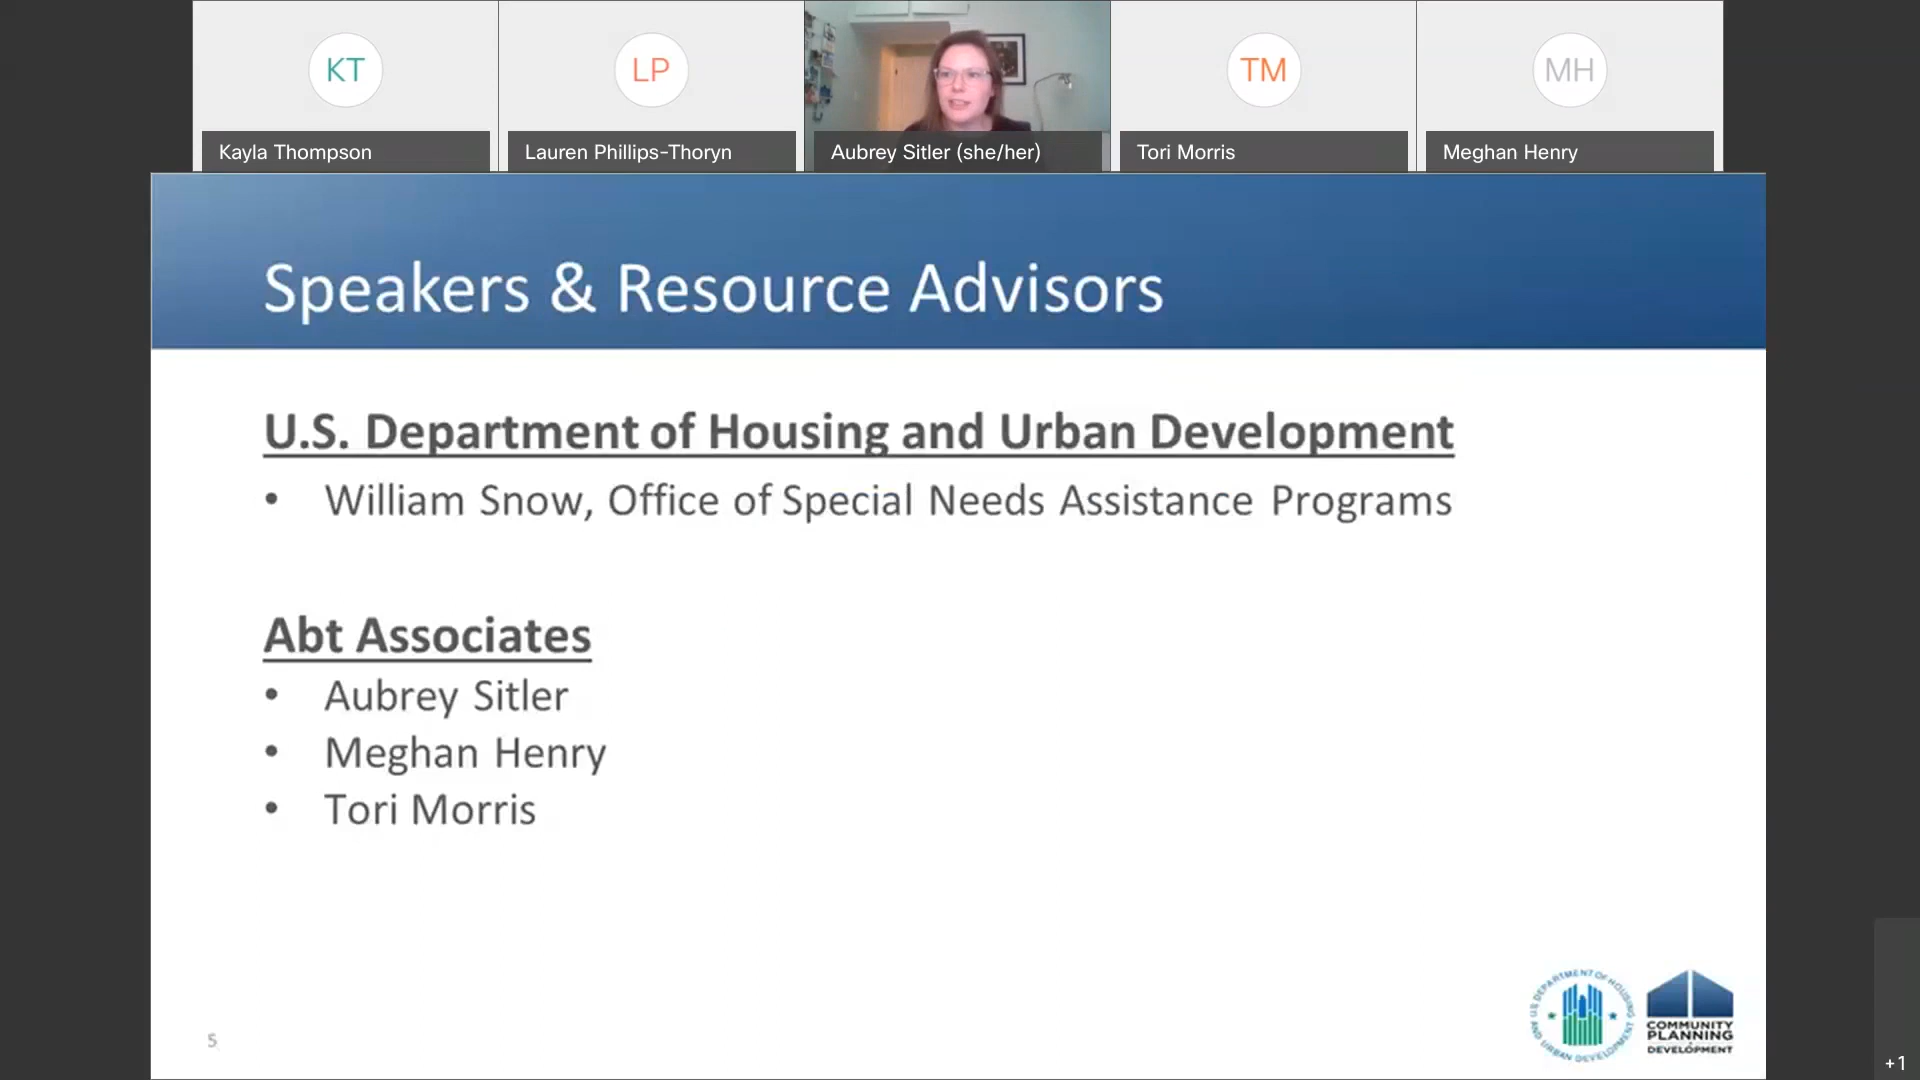 KT
LP
TM
MH
Kayla Thompson
Lauren Phillips-Thoryn
Aubrey Sitler (she/her)
Tori Morris
Meghan Henry
Speakers & Resource Advisors
U.S. Department of Housing and Urban Development
• William Snow, Office of Special Needs Assistance Programs
Abt Associates
• Aubrey Sitler
• Meghan Henry
• Tori Morris
U.S. DEPARTMENT OF HOUSING AND URBAN DEVELOPMENT
COMMUNITY
PLANNING
DEVELOPMENT
5
+1